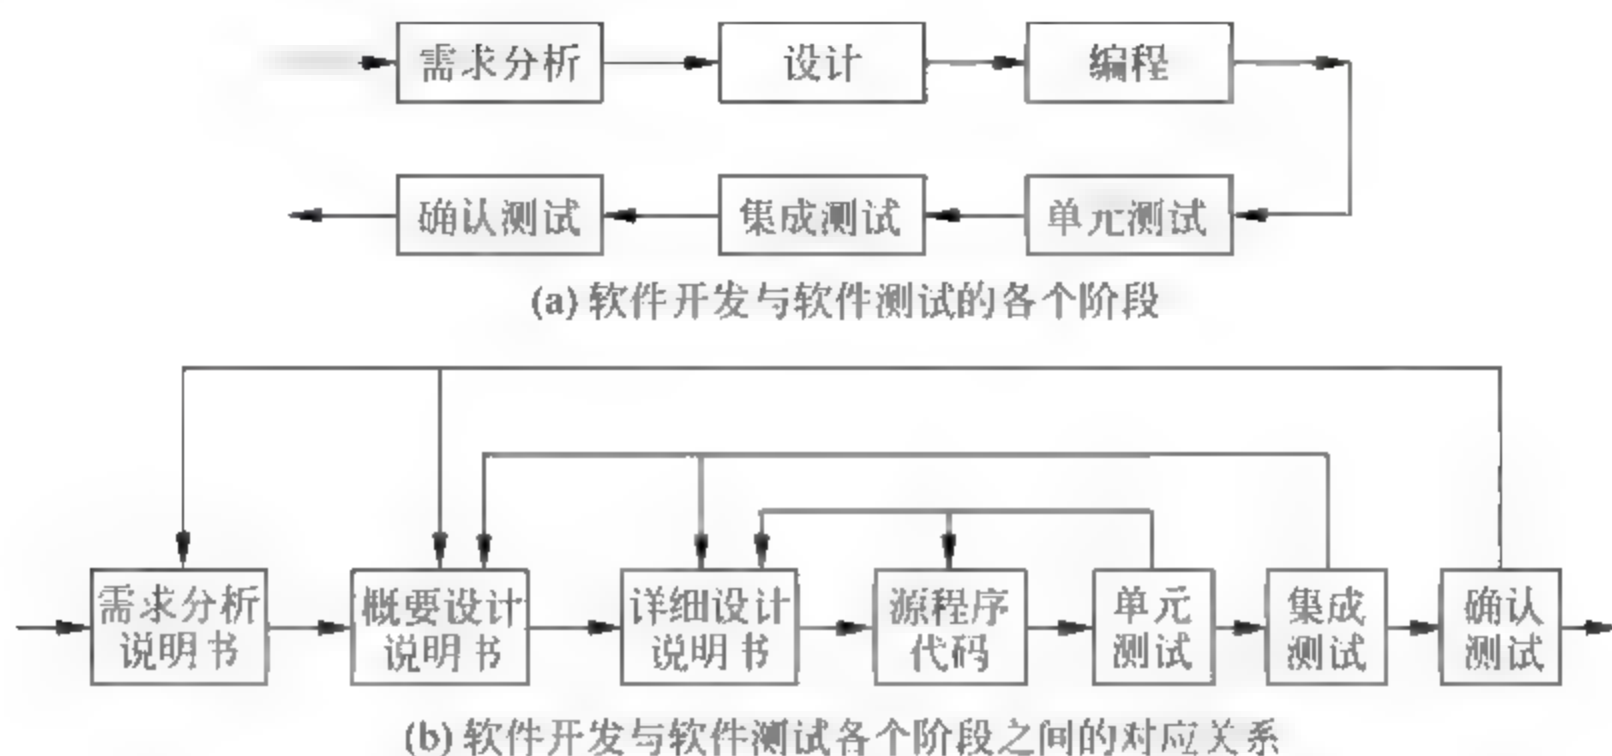 需求分析
设计
编程
确认测试
集成测试
单元测试
(a) 软件开发与软件测试的各个阶段
需求分析
说明书
概要设计
说明书
详细设计
说明书
源程序
代码
单元
测试
集成
测试
确认
测试
(b) 软件开发与软件测试各个阶段之间的对应关系